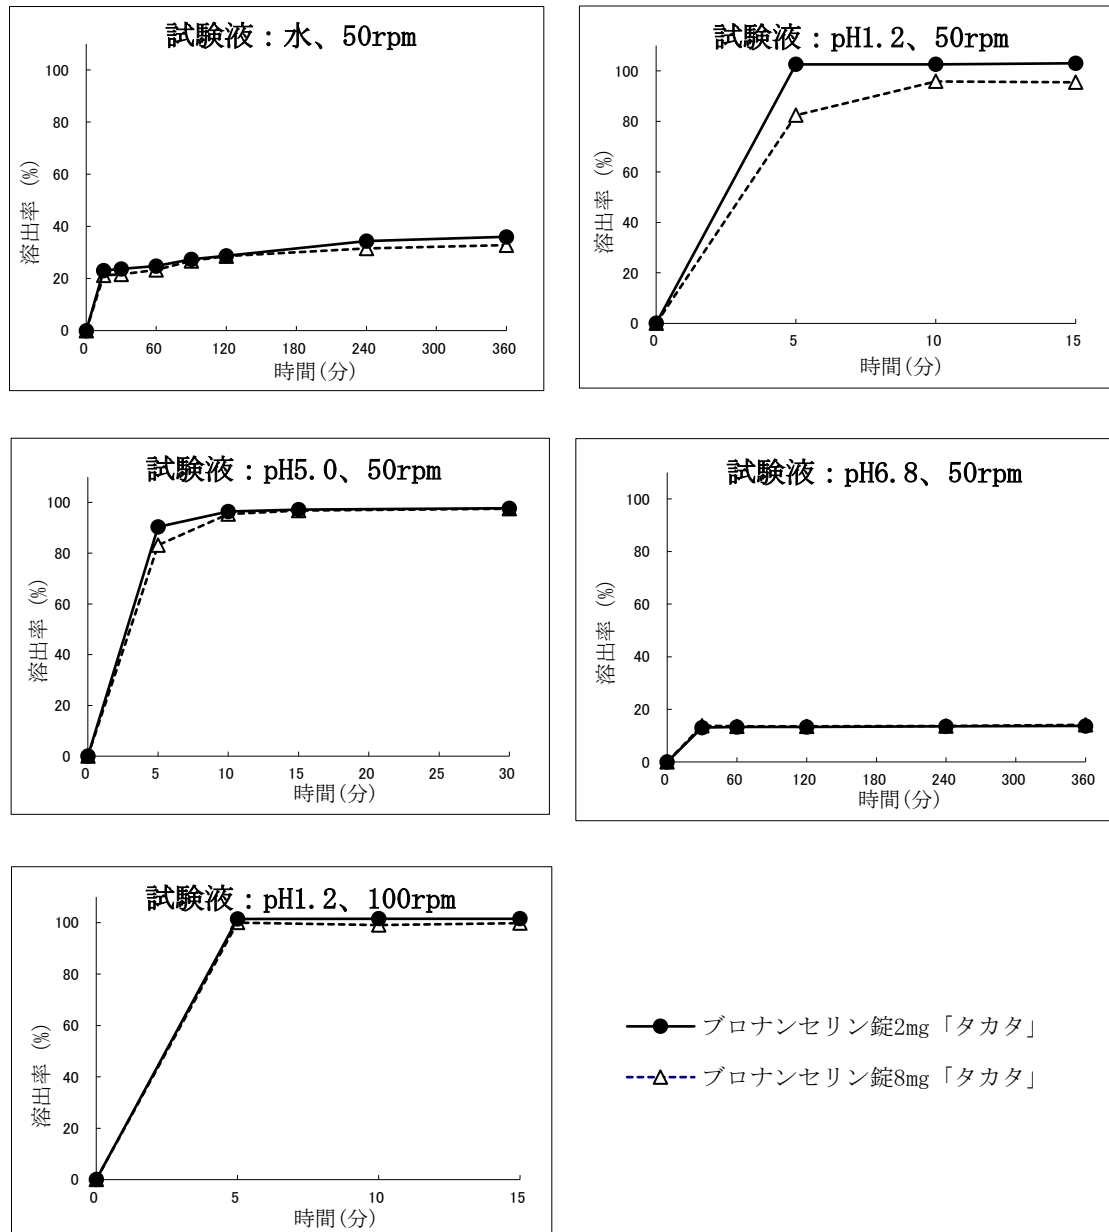 試験液：水、50rpm
溶出率 (%)
100
80
60
40
20
0
0 60 120 180 240 300 360
時間(分)
試験液：pH1.2、50rpm
溶出率 (%)
100
80
60
40
20
0
0 5 10 15
時間(分)
試験液：pH5.0、50rpm
溶出率 (%)
100
80
60
40
20
0
0 5 10 15 20 25 30
時間(分)
試験液：pH6.8、50rpm
溶出率 (%)
100
80
60
40
20
0
0 60 120 180 240 300 360
時間(分)
試験液：pH1.2、100rpm
溶出率 (%)
100
80
60
40
20
0
0 5 10 15
時間(分)
ブロナンセリン錠2mg「タカタ」
ブロナンセリン錠8mg「タカタ」